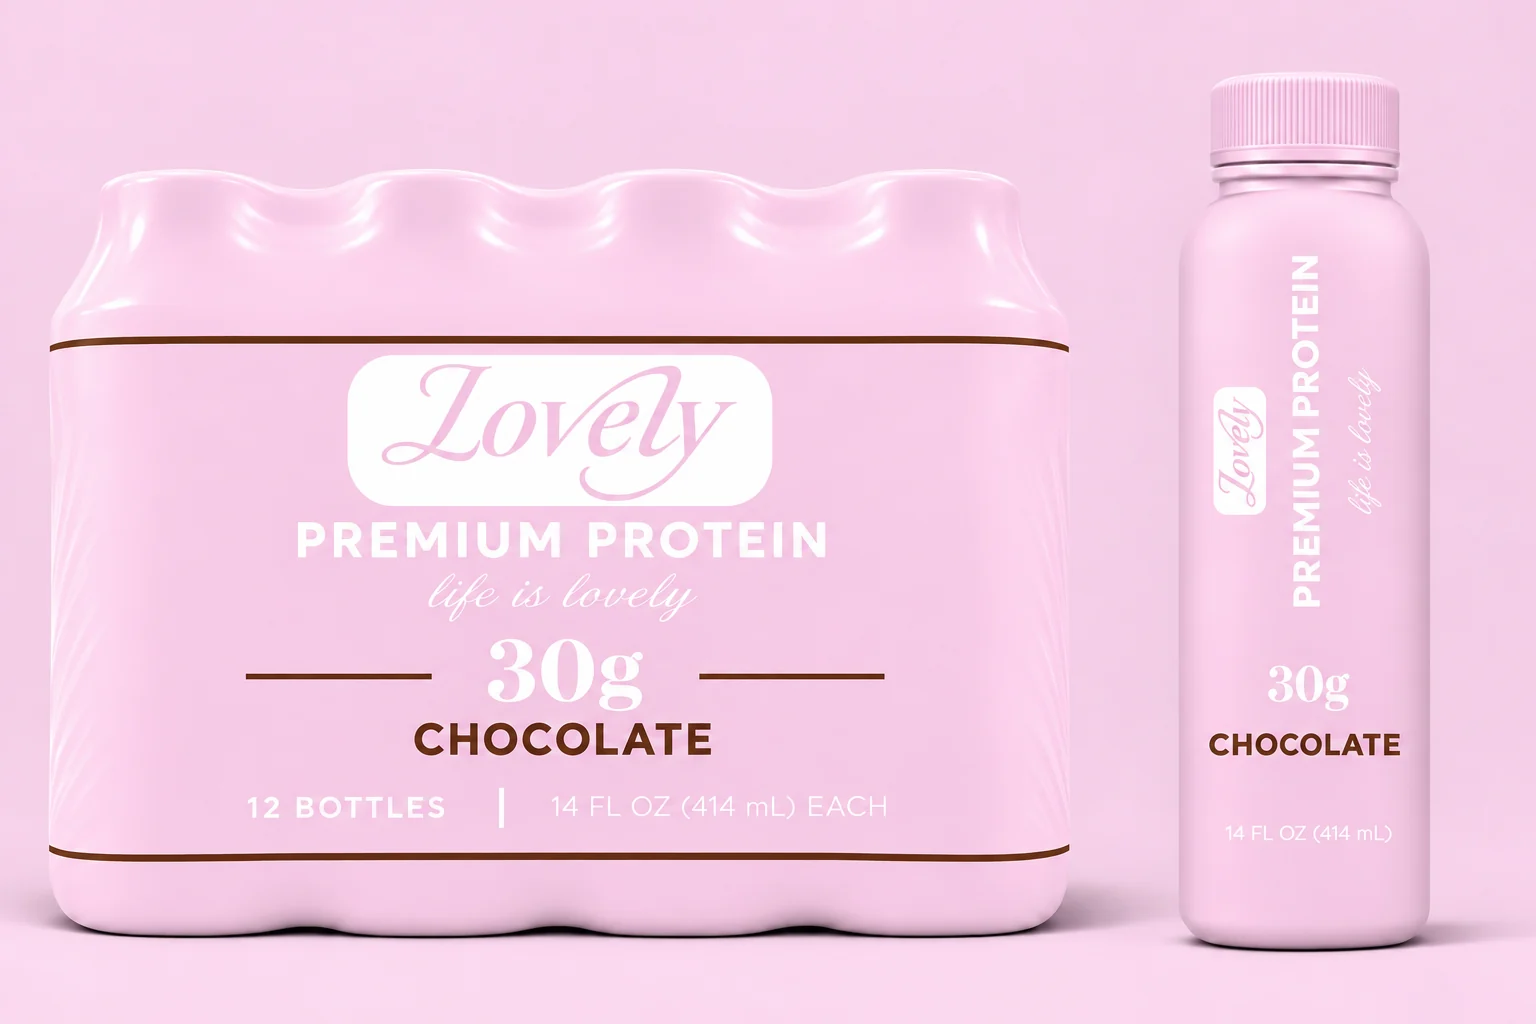 Lovely
PREMIUM PROTEIN
life is lovely
30g
CHOCOLATE
12 BOTTLES | 14 FL OZ (414 mL) EACH
Lovely
PREMIUM PROTEIN
life is lovely
30g
CHOCOLATE
14 FL OZ (414 mL)